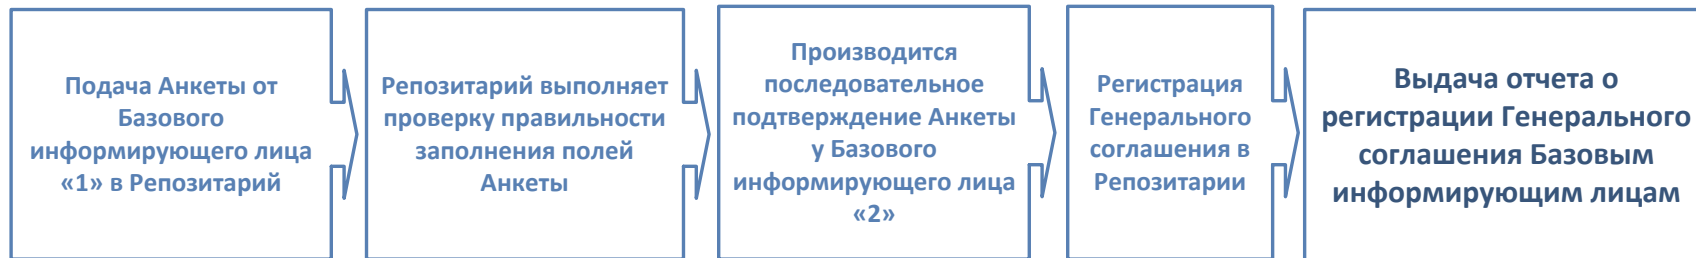 Подача Анкеты от
Базового
информирующего лица
«1» в Репозитарий
Репозитарий выполняет
проверку правильности
заполнения полей
Анкеты
Производится
последовательное
подтверждение Анкеты
у Базового
информирующего лица
«2»
Регистрация
Генерального
соглашения в
Репозитарии
Выдача отчета о
регистрации Генерального
соглашения Базовым
информирующим лицам